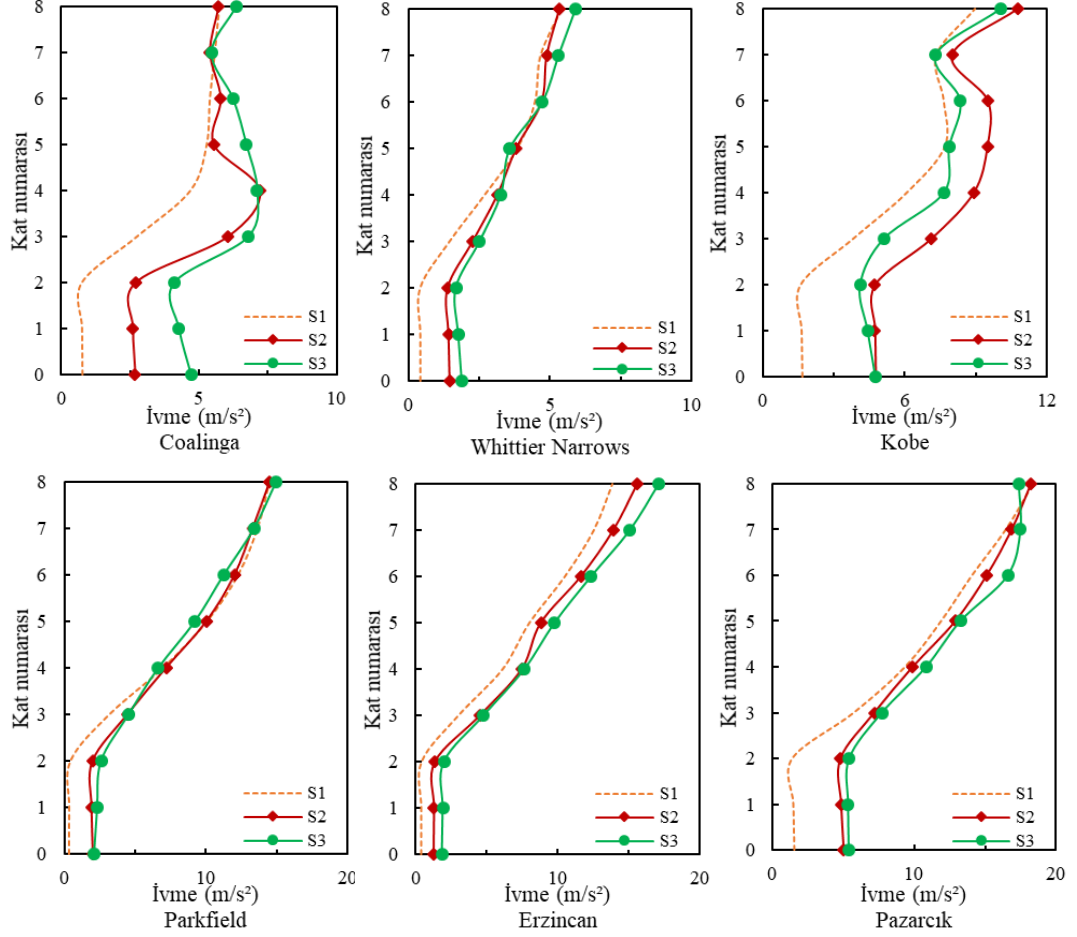 8
7
6
5
4
3
2
1
0
Kat numarası
S1
S2
S3
0
5
10
İvme (m/s²)
Coalinga
8
7
6
5
4
3
2
1
0
Kat numarası
S1
S2
S3
0
5
10
İvme (m/s²)
Whittier Narrows
8
7
6
5
4
3
2
1
0
Kat numarası
S1
S2
S3
0
6
12
İvme (m/s²)
Kobe
8
7
6
5
4
3
2
1
0
Kat numarası
S1
S2
S3
0
10
20
İvme (m/s²)
Parkfield
8
7
6
5
4
3
2
1
0
Kat numarası
S1
S2
S3
0
10
20
İvme (m/s²)
Erzincan
8
7
6
5
4
3
2
1
0
Kat numarası
S1
S2
S3
0
10
20
İvme (m/s²)
Pazarcık